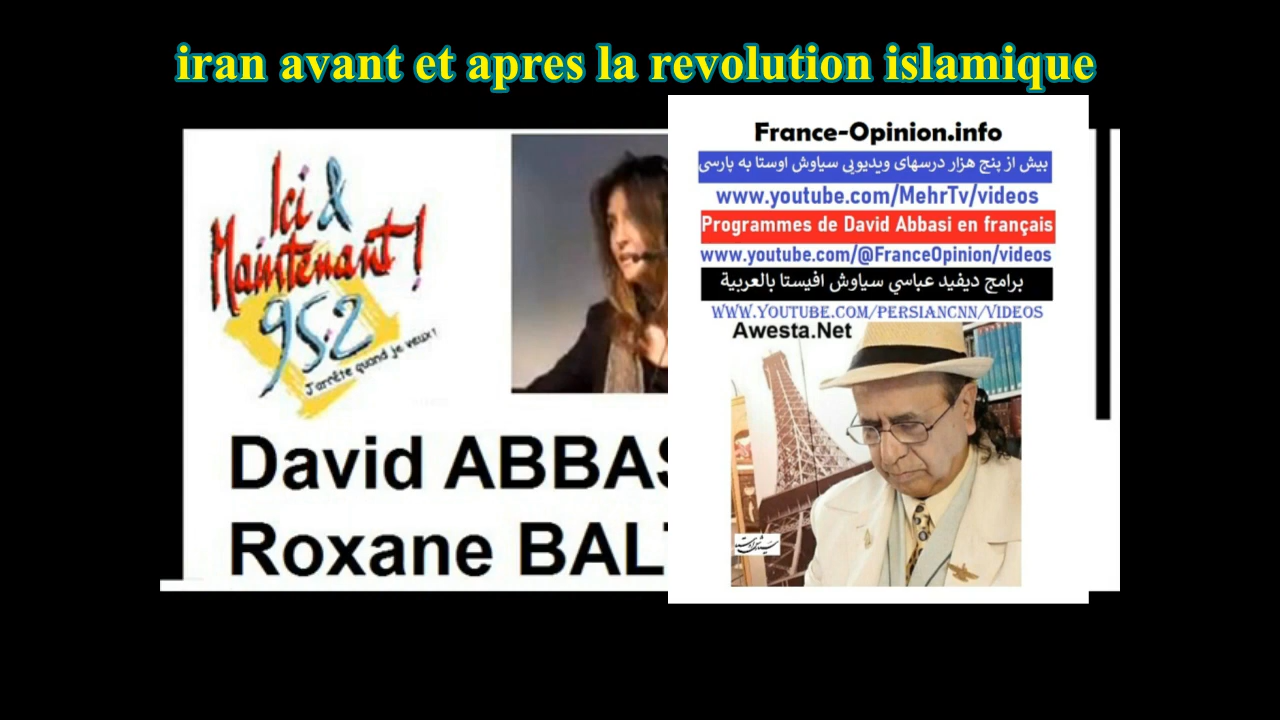 iran avant et apres la revolution islamique
Ici &
Maintenant !
95.2
J'arrête quand je veux !
David ABBAS
Roxane BAL
France-Opinion.info
بیش از پنج هزار درسهای ویدیویی سیاوش اوستا به پارسی
www.youtube.com/MehrTv/videos
Programmes de David Abbasi en français
www.youtube.com/@FranceOpinion/videos
برامج ديفيد عباسي سياوش افيستا بالعربية
WWW.YOUTUBE.COM/PERSIANCNN/VIDEOS
Awesta.Net